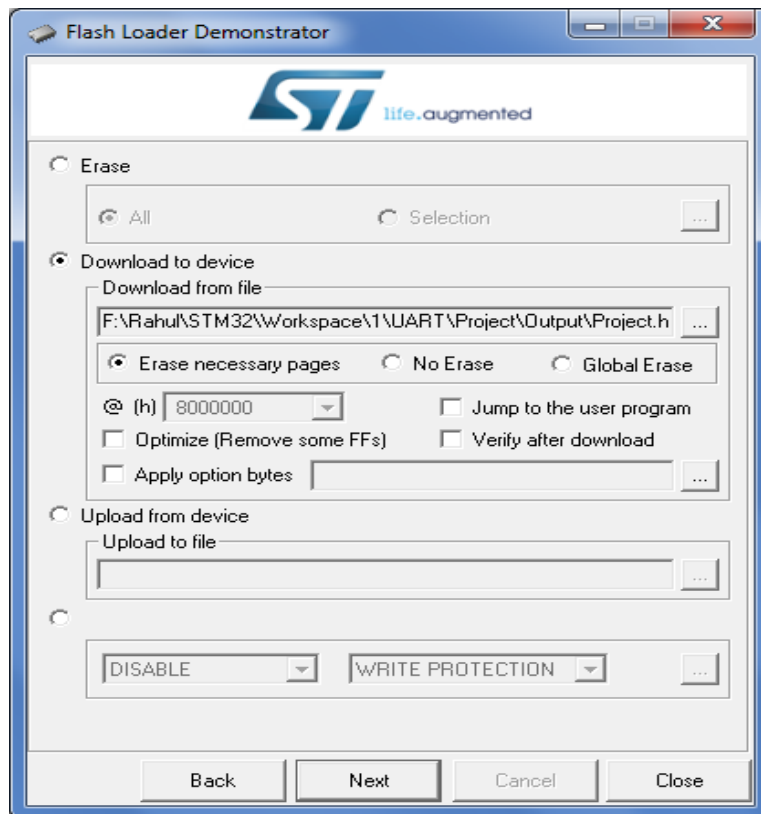 Flash Loader Demonstrator
ST life.augmented
Erase
All Selection ...
Download to device
Download from file
F:\Rahul\STM32\Workspace\1\UART\Project\Output\Project.h ...
Erase necessary pages No Erase Global Erase
@ (h) 8000000 Jump to the user program
Optimize (Remove some FFs) Verify after download
Apply option bytes ...
Upload from device
Upload to file
...
DISABLE WRITE PROTECTION ...
Back Next Cancel Close